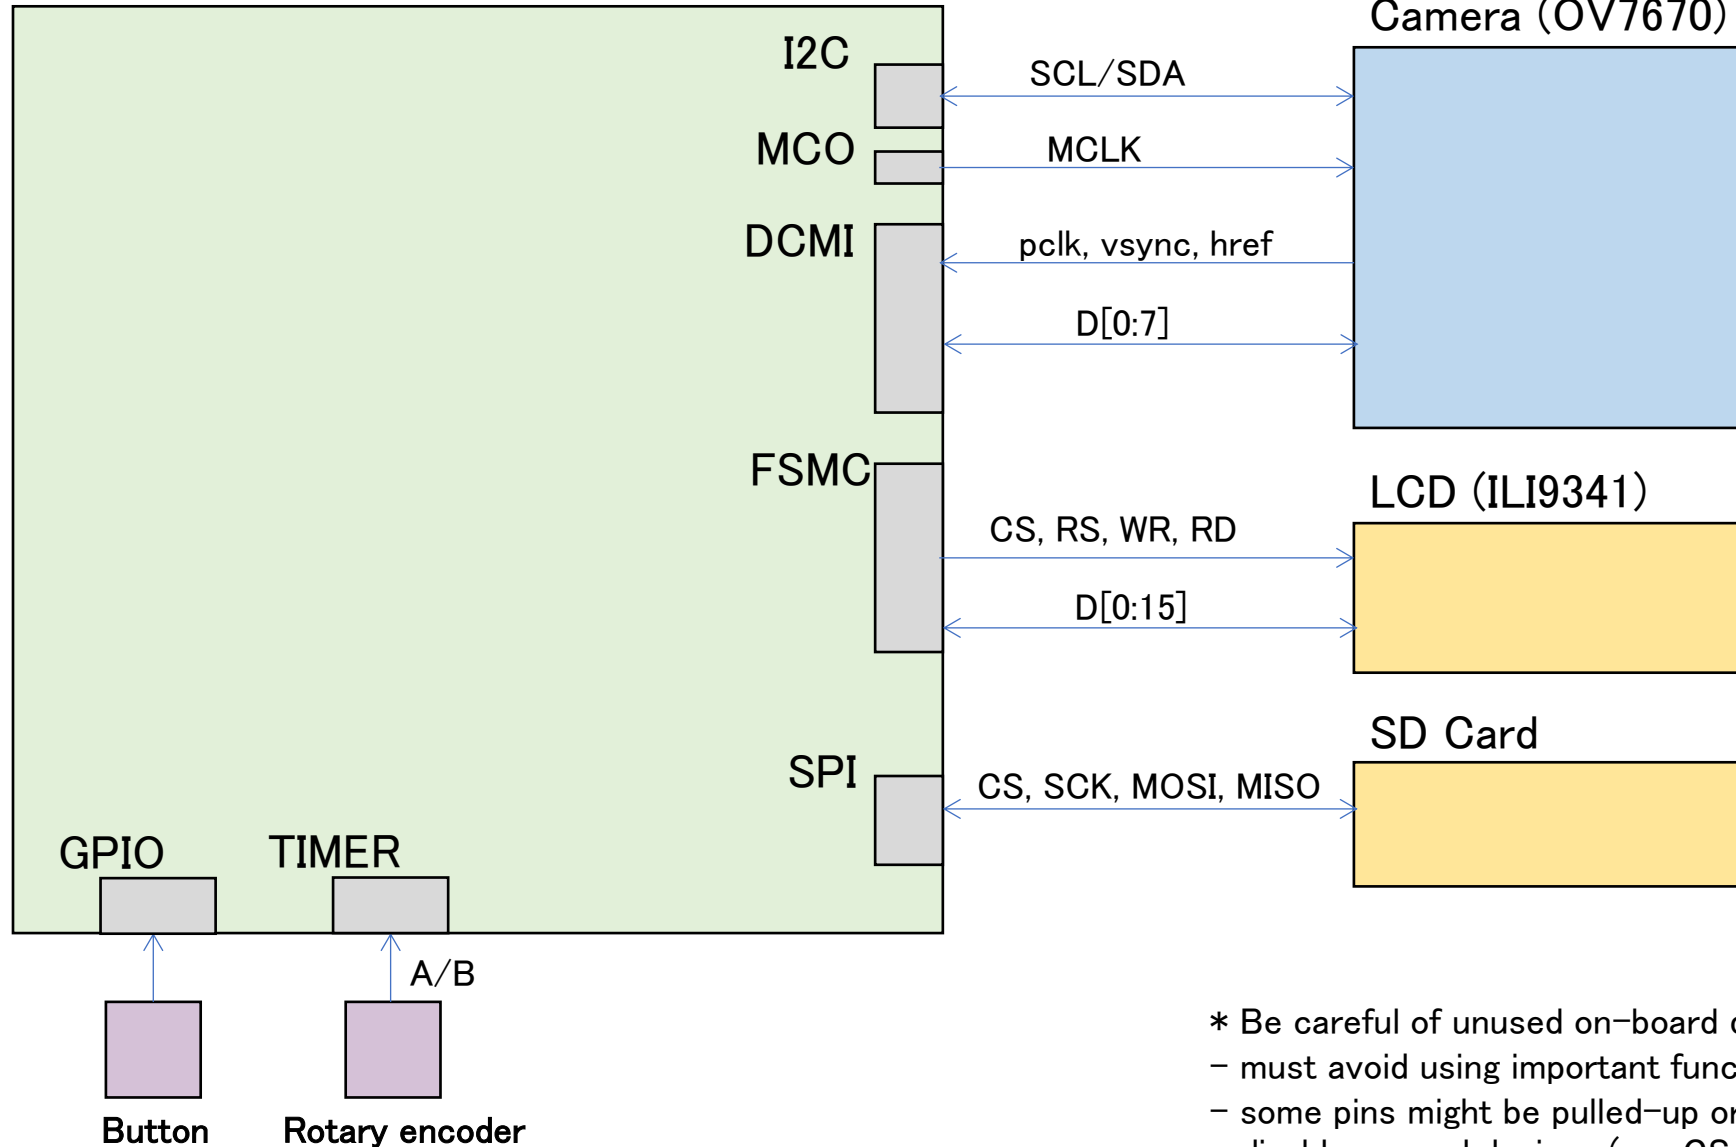 Camera (OV7670)
I2C
SCL/SDA
MCO
MCLK
DCMI
pclk, vsync, href
D[0:7]
FSMC
LCD (ILI9341)
CS, RS, WR, RD
D[0:15]
SD Card
SPI
CS, SCK, MOSI, MISO
GPIO
TIMER
A/B
Button
Rotary encoder
* Be careful of unused on-board
- must avoid using important
- some pins might be pulled-up